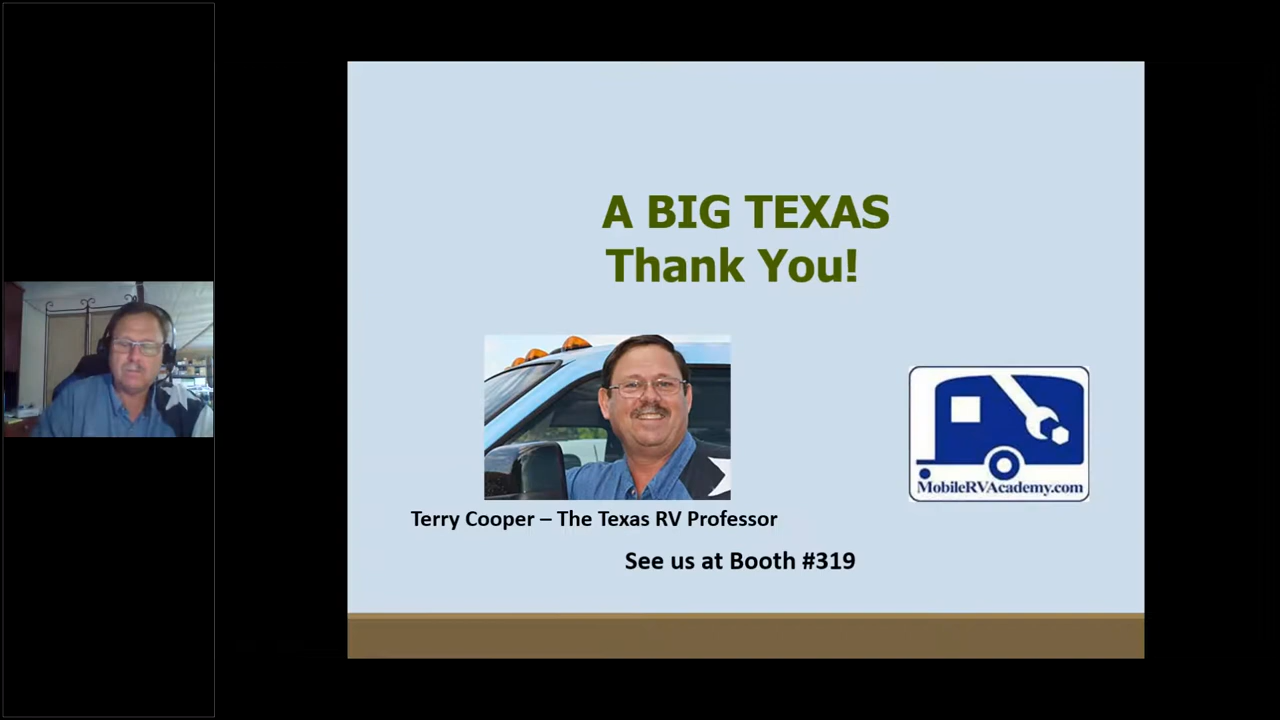 A BIG TEXAS
Thank You!
MobileRVAcademy.com
Terry Cooper – The Texas RV Professor
See us at Booth #319